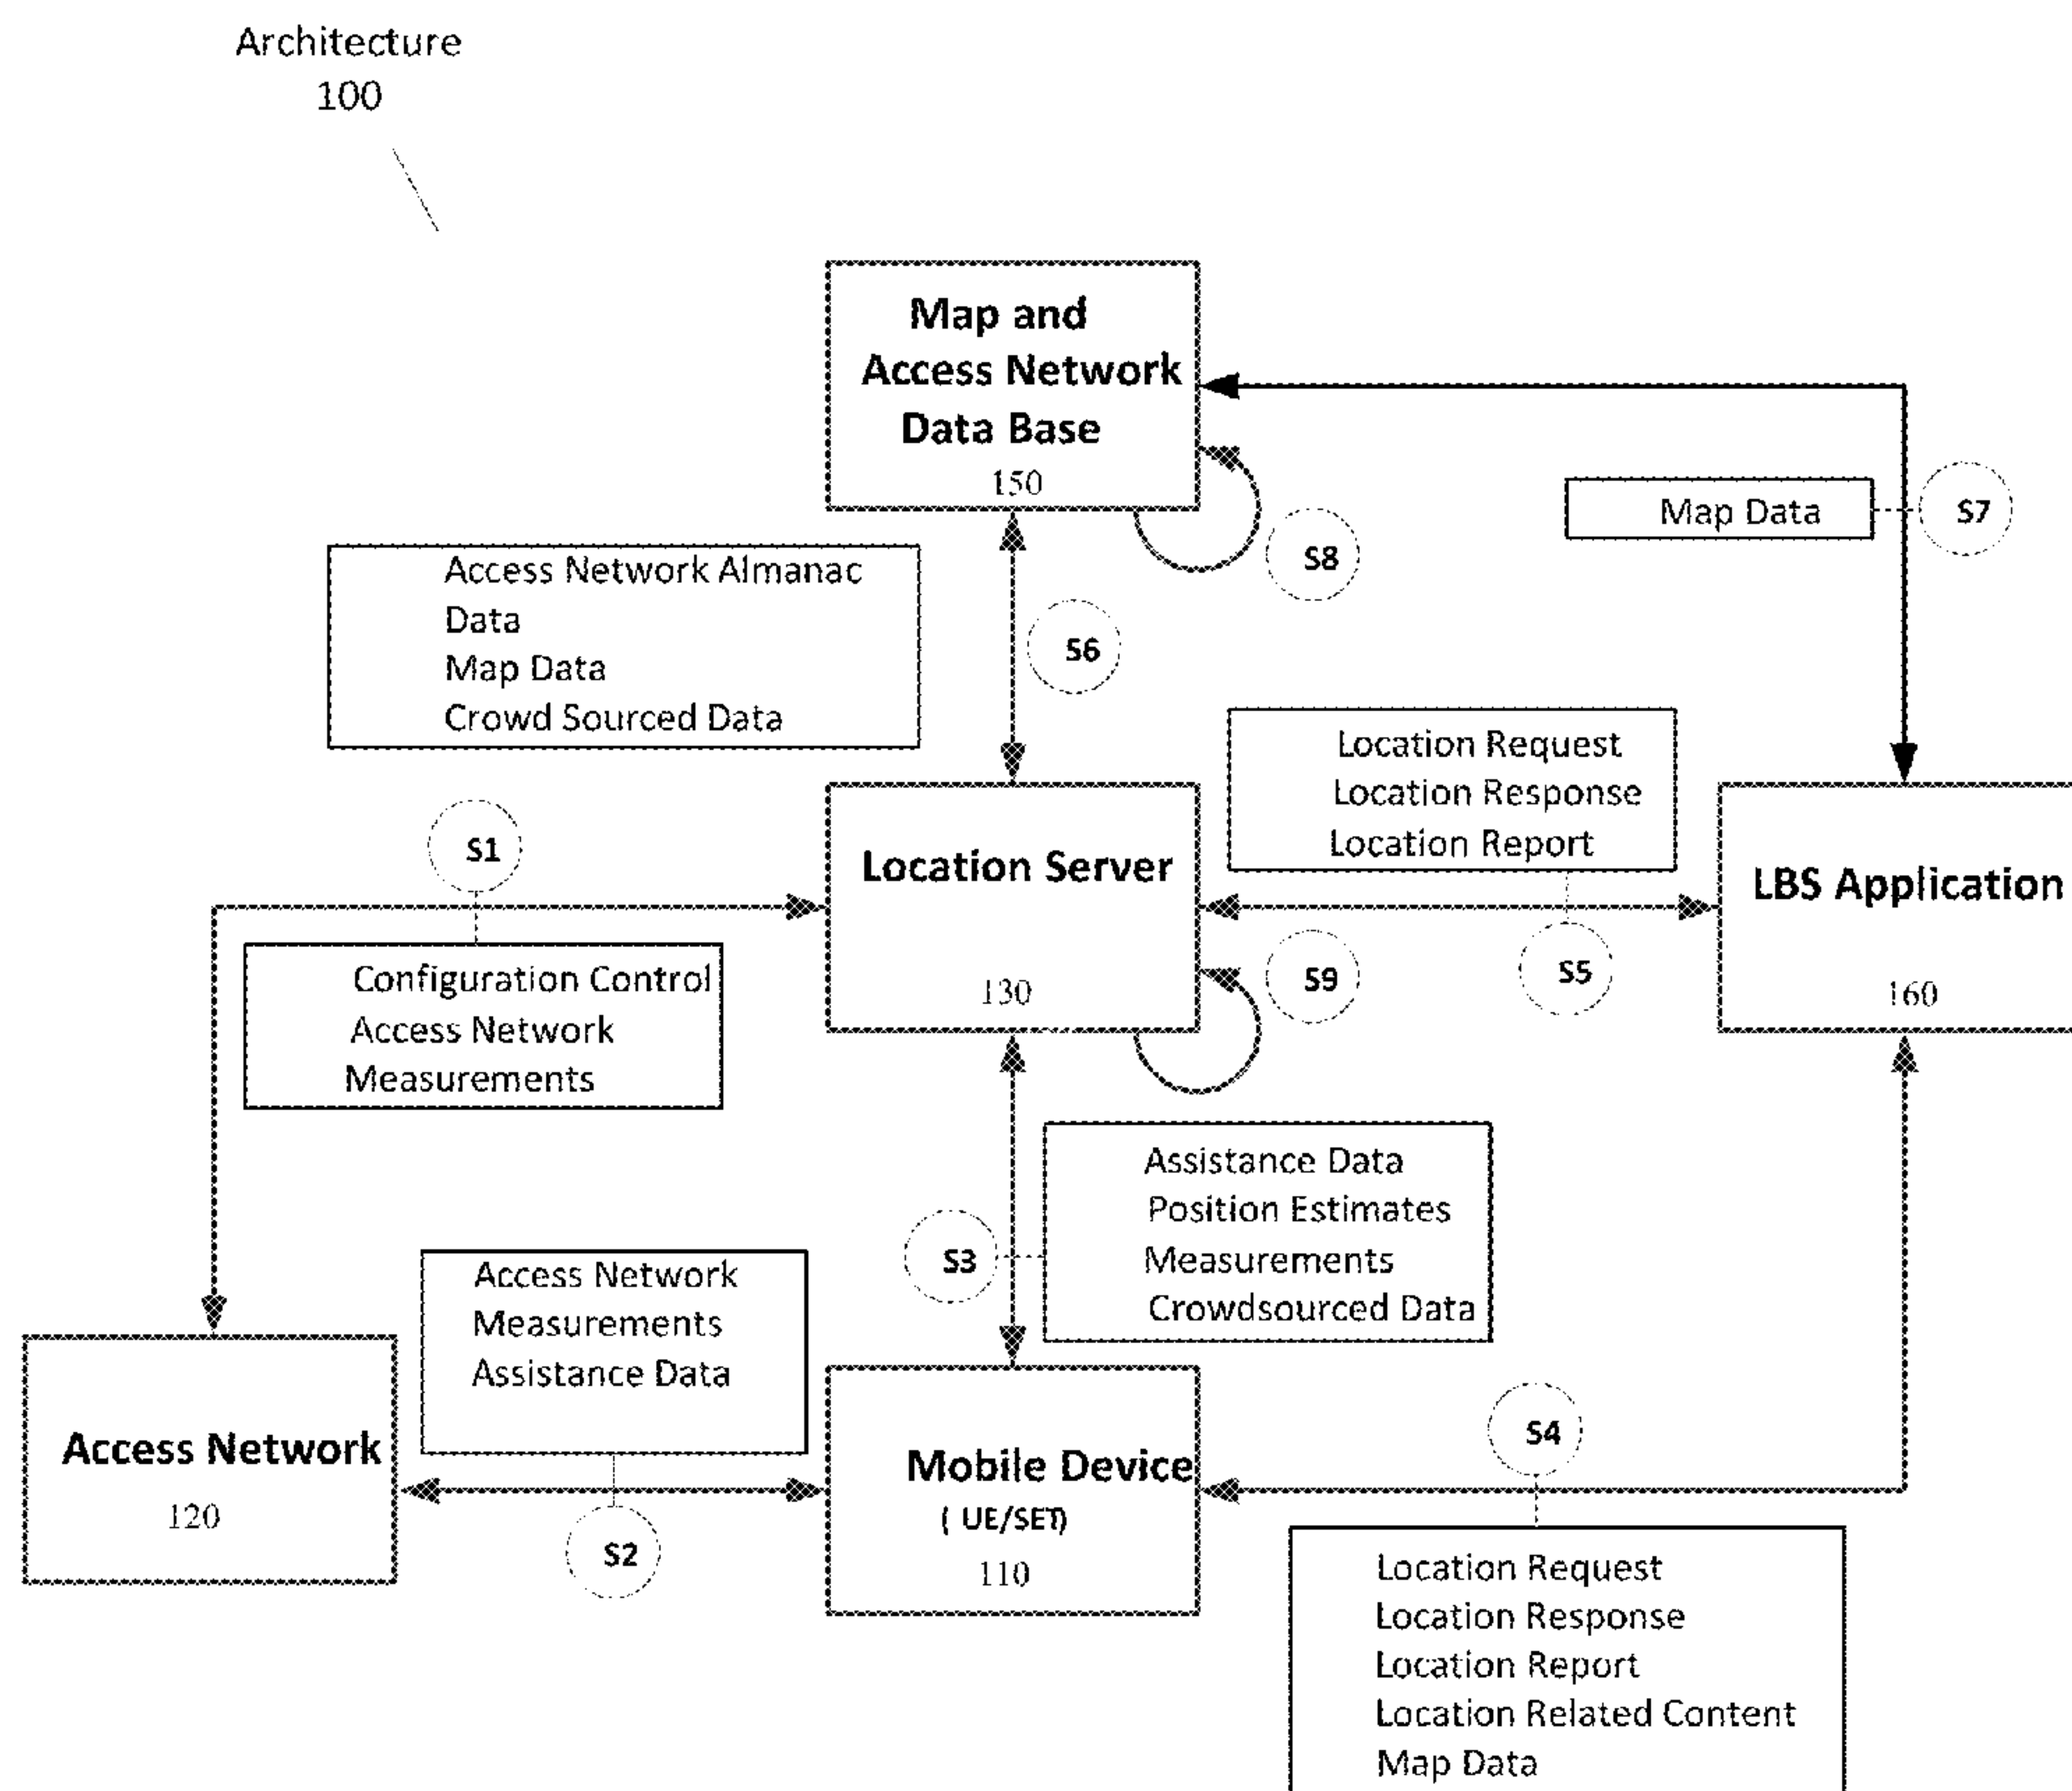 Architecture
100
Map and
Access Network
Data Base
150
Map Data
S7
S8
Access Network Almanac
Data
Map Data
Crowd Sourced Data
S6
Location Request
Location Response
Location Report
S1
Location Server
130
LBS Application
160
S9
S5
Configuration Control
Access Network
Measurements
Assistance Data
Position Estimates
Measurements
Crowdsourced Data
S3
Access Network
Measurements
Assistance Data
Access Network
120
S2
Mobile Device
( UE/SET)
110
S4
Location Request
Location Response
Location Report
Location Related Content
Map Data